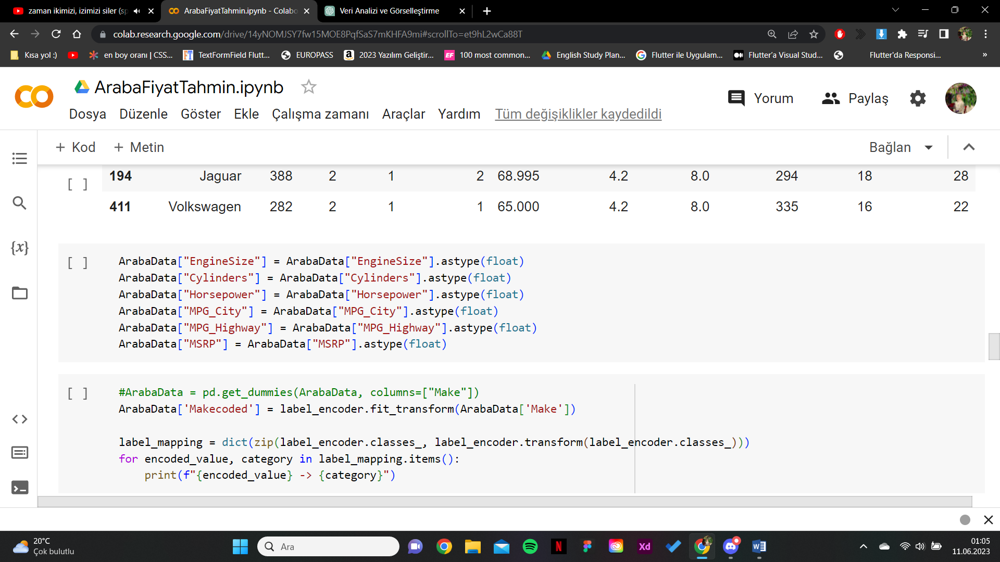 zaman ikimizi, izimizi siler (sp
ArabaFiyatTahmin.ipynb - Colabo
Veri Analizi ve Görselleştirme
colab.research.google.com/drive/14yNOMJSY7fw15MOE8PqfSaS7mKHFA9mi#scrollTo=et9hL2wCa88T
Kısa yol :)
en boy oranı | CSS...
FT TextFormField Flutt...
EUROPASS
a 2023 Yazılım Geliştir...
EF 100 most common...
English Study Plan...
Flutter ile Uygulam...
Flutter'a Visual Stud...
Flutter'da Responsi...
»
ArabaFiyatTahmin.ipynb
Yorum
Paylaş
Dosya Düzenle Göster Ekle Çalışma zamanı Araçlar Yardım Tüm değişiklikler kaydedildi
+ Kod + Metin
Bağlan
[ ]
194 Jaguar 388 2 1 2 68.995 4.2 8.0 294 18 28
411 Volkswagen 282 2 1 1 65.000 4.2 8.0 335 16 22
{x}
[ ]
ArabaData["EngineSize"] = ArabaData["EngineSize"].astype(float)
ArabaData["Cylinders"] = ArabaData["Cylinders"].astype(float)
ArabaData["Horsepower"] = ArabaData["Horsepower"].astype(float)
ArabaData["MPG_City"] = ArabaData["MPG_City"].astype(float)
ArabaData["MPG_Highway"] = ArabaData["MPG_Highway"].astype(float)
ArabaData["MSRP"] = ArabaData["MSRP"].astype(float)
[ ]
#ArabaData = pd.get_dummies(ArabaData, columns=["Make"])
ArabaData['Makecoded'] = label_encoder.fit_transform(ArabaData['Make'])
label_mapping = dict(zip(label_encoder.classes_, label_encoder.transform(label_encoder.classes_)))
for encoded_value, category in label_mapping.items():
    print(f"{encoded_value} -> {category}")
20°C
Çok bulutlu
Ara
N
Xd
W
01:05
11.06.2023